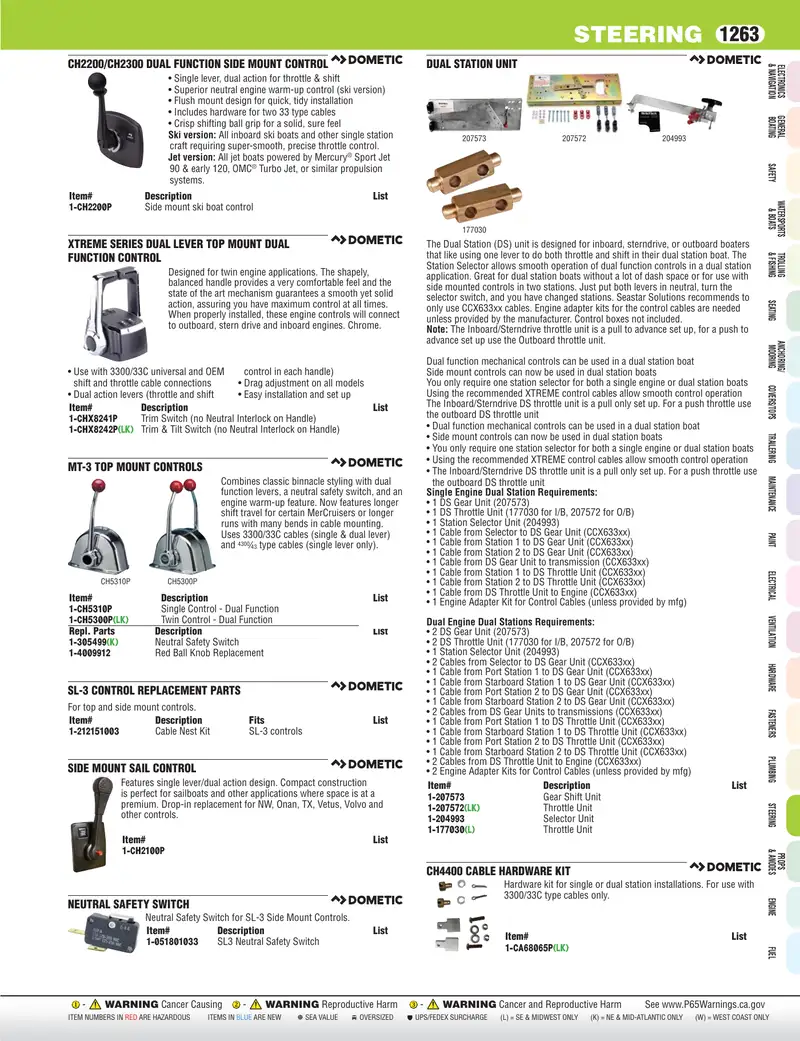 STEERING 1263
CH2200/CH2300 DUAL FUNCTION SIDE MOUNT CONTROL DOMETIC
• Single lever, dual action for throttle & shift
• Superior neutral engine warm-up control (ski version)
• Flush mount design for quick, tidy installation
• Includes hardware for two 33 type cables
• Crisp shifting ball grip for a solid, sure feel
Ski version: All inboard ski boats and other single station
craft requiring super-smooth, precise throttle control.
Jet version: All jet boats powered by Mercury® Sport Jet
90 & early 120, OMC® Turbo Jet, or similar propulsion
systems.
Item# Description List
1-CH2200P Side mount ski boat control
XTREME SERIES DUAL LEVER TOP MOUNT DUAL DOMETIC
FUNCTION CONTROL
Designed for twin engine applications. The shapely,
balanced handle provides a very comfortable feel and the
state of the art mechanism guarantees a smooth yet solid
action, assuring you have maximum control at all times.
When properly installed, these engine controls will connect
to outboard, stern drive and inboard engines. Chrome.
• Use with 3300/33C universal and OEM
shift and throttle cable connections
• Dual action levers (throttle and shift
control in each handle)
• Drag adjustment on all models
• Easy installation and set up
Item# Description List
1-CHX8241P Trim Switch (no Neutral Interlock on Handle)
1-CHX8242P(LK) Trim & Tilt Switch (no Neutral Interlock on Handle)
MT-3 TOP MOUNT CONTROLS DOMETIC
Combines classic binnacle styling with dual
function levers, a neutral safety switch, and an
engine warm-up feature. Now features longer
shift travel for certain MerCruisers or longer
runs with many bends in cable mounting.
Uses 3300/33C cables (single & dual lever)
and 4300⁄43 type cables (single lever only).
CH5310P CH5300P
Item# Description List
1-CH5310P Single Control - Dual Function
1-CH5300P(LK) Twin Control - Dual Function
Repl. Parts Description List
1-305499(K) Neutral Safety Switch
1-4009912 Red Ball Knob Replacement
SL-3 CONTROL REPLACEMENT PARTS DOMETIC
For top and side mount controls.
Item# Description Fits List
1-212151003 Cable Nest Kit SL-3 controls
SIDE MOUNT SAIL CONTROL DOMETIC
Features single lever/dual action design. Compact construction
is perfect for sailboats and other applications where space is at a
premium. Drop-in replacement for NW, Onan, TX, Vetus, Volvo and
other controls.
Item# List
1-CH2100P
NEUTRAL SAFETY SWITCH DOMETIC
Neutral Safety Switch for SL-3 Side Mount Controls.
Item# Description List
1-051801033 SL3 Neutral Safety Switch
DUAL STATION UNIT DOMETIC
207573 207572 204993
177030
The Dual Station (DS) unit is designed for inboard, sterndrive, or outboard boaters
that like using one lever to do both throttle and shift in their dual station boat. The
Station Selector allows smooth operation of dual function controls in a dual station
application. Great for dual station boats without a lot of dash space or for use with
side mounted controls in two stations. Just put both levers in neutral, turn the
selector switch, and you have changed stations. Seastar Solutions recommends to
only use CCX633xx cables. Engine adapter kits for the control cables are needed
unless provided by the manufacturer. Control boxes not included.
Note: The Inboard/Sterndrive throttle unit is a pull to advance set up, for a push to
advance set up use the Outboard throttle unit.
Dual function mechanical controls can be used in a dual station boat
Side mount controls can now be used in dual station boats
You only require one station selector for both a single engine or dual station boats
Using the recommended XTREME control cables allow smooth control operation
The Inboard/Sterndrive DS throttle unit is a pull only set up. For a push throttle use
the outboard DS throttle unit
• Dual function mechanical controls can be used in a dual station boat
• Side mount controls can now be used in dual station boats
• You only require one station selector for both a single engine or dual station boats
• Using the recommended XTREME control cables allow smooth control operation
• The Inboard/Sterndrive DS throttle unit is a pull only set up. For a push throttle use
the outboard DS throttle unit
Single Engine Dual Station Requirements:
• 1 DS Gear Unit (207573)
• 1 DS Throttle Unit (177030 for I/B, 207572 for O/B)
• 1 Station Selector Unit (204993)
• 1 Cable from Selector to DS Gear Unit (CCX633xx)
• 1 Cable from Station 1 to DS Gear Unit (CCX633xx)
• 1 Cable from Station 2 to DS Gear Unit (CCX633xx)
• 1 Cable from DS Gear Unit to transmission (CCX633xx)
• 1 Cable from Station 1 to DS Throttle Unit (CCX633xx)
• 1 Cable from Station 2 to DS Throttle Unit (CCX633xx)
• 1 Cable from DS Throttle Unit to Engine (CCX633xx)
• 1 Engine Adapter Kit for Control Cables (unless provided by mfg)
Dual Engine Dual Stations Requirements:
• 2 DS Gear Unit (207573)
• 2 DS Throttle Unit (177030 for I/B, 207572 for O/B)
• 1 Station Selector Unit (204993)
• 2 Cables from Selector to DS Gear Unit (CCX633xx)
• 1 Cable from Port Station 1 to DS Gear Unit (CCX633xx)
• 1 Cable from Starboard Station 1 to DS Gear Unit (CCX633xx)
• 1 Cable from Port Station 2 to DS Gear Unit (CCX633xx)
• 1 Cable from Starboard Station 2 to DS Gear Unit (CCX633xx)
• 2 Cables from DS Gear Units to transmissions (CCX633xx)
• 1 Cable from Port Station 1 to DS Throttle Unit (CCX633xx)
• 1 Cable from Starboard Station 1 to DS Throttle Unit (CCX633xx)
• 1 Cable from Port Station 2 to DS Throttle Unit (CCX633xx)
• 1 Cable from Starboard Station 2 to DS Throttle Unit (CCX633xx)
• 2 Cables from DS Throttle Unit to Engine (CCX633xx)
• 2 Engine Adapter Kits for Control Cables (unless provided by mfg)
Item# Description List
1-207573 Gear Shift Unit
1-207572(LK) Throttle Unit
1-204993 Selector Unit
1-177030(L) Throttle Unit
CH4400 CABLE HARDWARE KIT DOMETIC
Hardware kit for single or dual station installations. For use with
3300/33C type cables only.
Item# List
1-CA68065P(LK)
ELECTRONICS
& NAVIGATION
GENERAL
BOATING
SAFETY
WATERSPORTS
& BOATS
TROLLING
& FISHING
SEATING
ANCHORING/
MOORING
COVERS/TOPS
TRAILERING
MAINTENANCE
PAINT
ELECTRICAL
VENTILATION
HARDWARE
FASTENERS
PLUMBING
STEERING
PROPS
& ANODES
ENGINE
FUEL
1 - WARNING Cancer Causing 2 - WARNING Reproductive Harm 3 - WARNING Cancer and Reproductive Harm See www.P65Warnings.ca.gov
ITEM NUMBERS IN RED ARE HAZARDOUS ITEMS IN BLUE ARE NEW SEA VALUE OVERSIZED UPS/FEDEX SURCHARGE (L) = SE & MIDWEST ONLY (K) = NE & MID-ATLANTIC ONLY (W) = WEST COAST ONLY